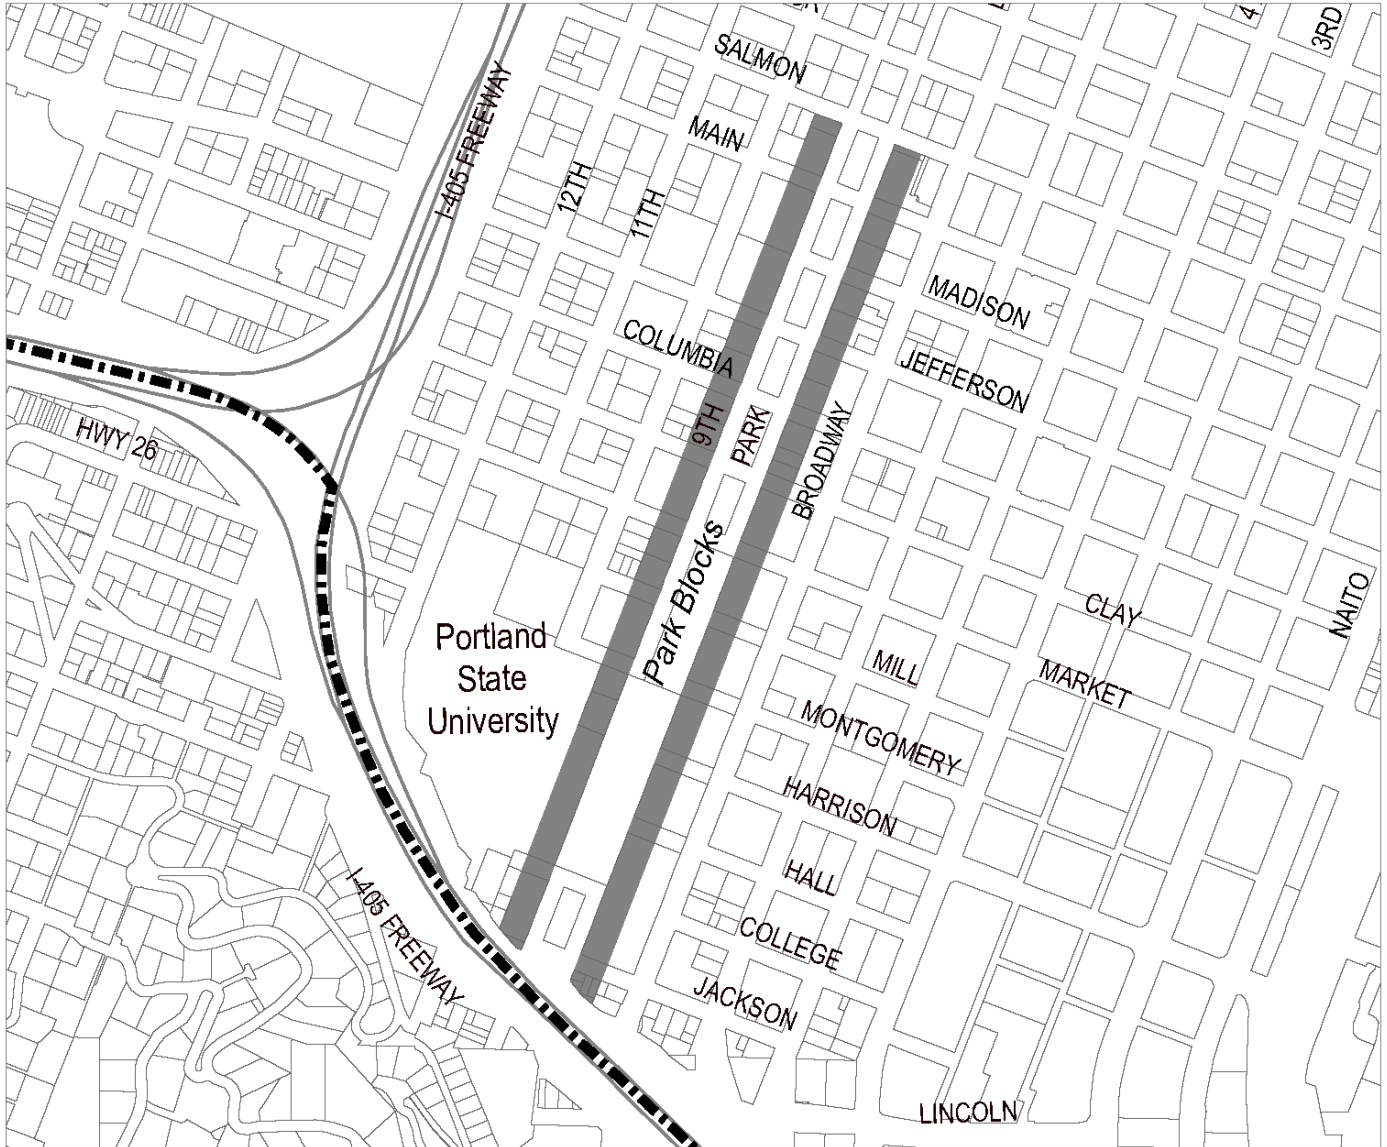 3RD
SALMON
I-405 FREEWAY
MAIN
12TH
11TH
MADISON
COLUMBIA
JEFFERSON
HWY 26
9TH
PARK
BROADWAY
Park Blocks
NAITO
CLAY
Portland
State
University
MILL
MARKET
MONTGOMERY
HARRISON
HALL
I-405 FREEWAY
COLLEGE
JACKSON
LINCOLN